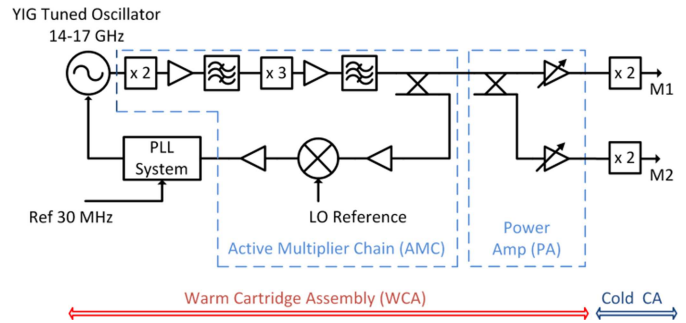 YIG Tuned Oscillator
14-17 GHz
x 2
x 3
x 2
M1
PLL
System
x 2
M2
Ref 30 MHz
LO Reference
Power
Amp (PA)
Active Multiplier Chain (AMC)
Warm Cartridge Assembly (WCA)
Cold CA